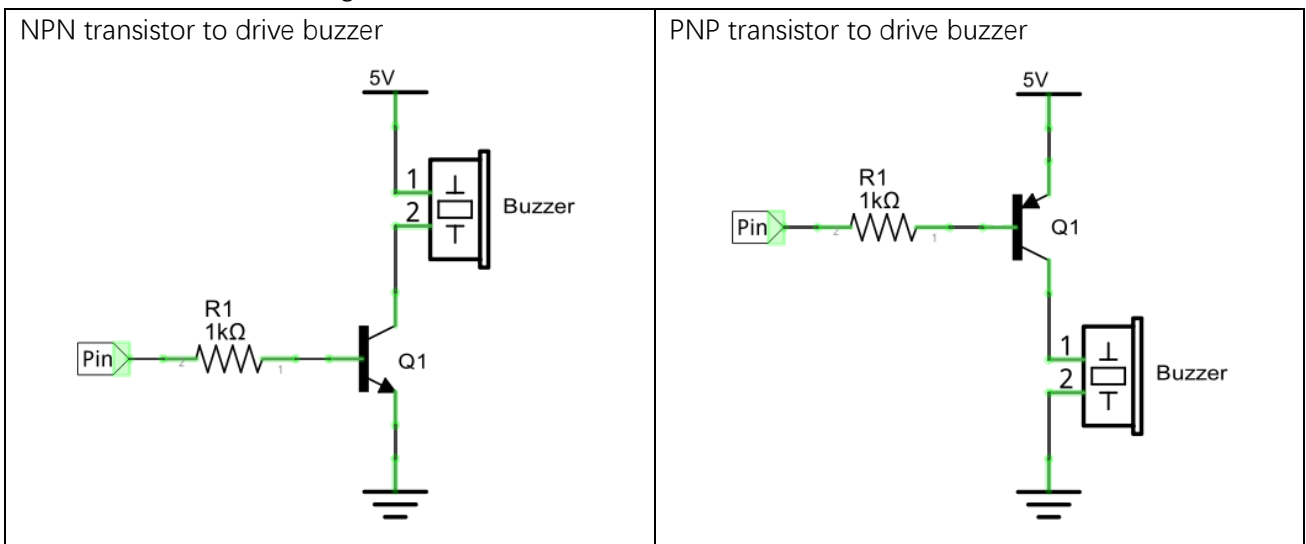 NPN transistor to drive buzzer
5V
1
2
Buzzer
R1
1kΩ
Pin
2
1
Q1
PNP transistor to drive buzzer
5V
R1
1kΩ
Pin
2
1
Q1
1
2
Buzzer